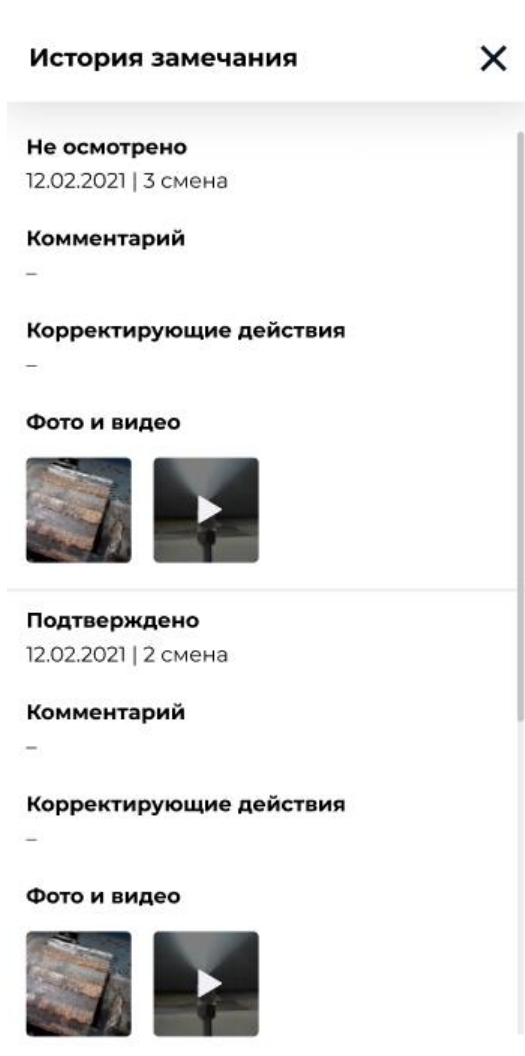 История замечания
Не осмотрено
12.02.2021 | 3 смена
Комментарий
–
Корректирующие действия
–
Фото и видео
Подтверждено
12.02.2021 | 2 смена
Комментарий
–
Корректирующие действия
–
Фото и видео